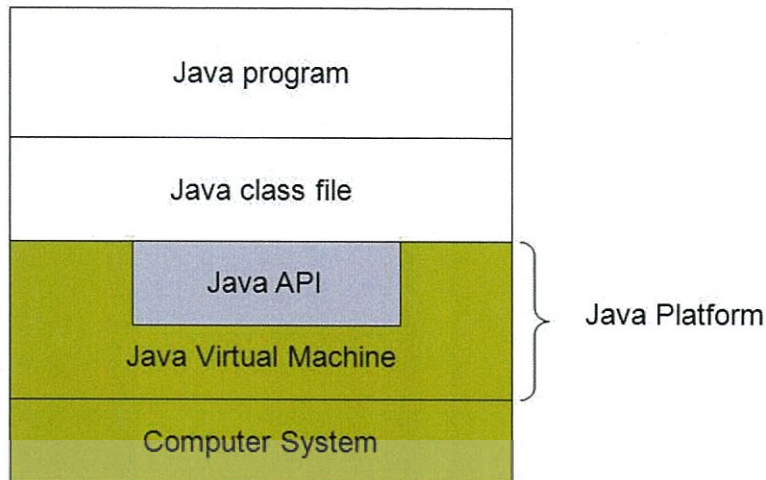 Java program
Java class file
Java API
Java Platform
Java Virtual Machine
Computer System